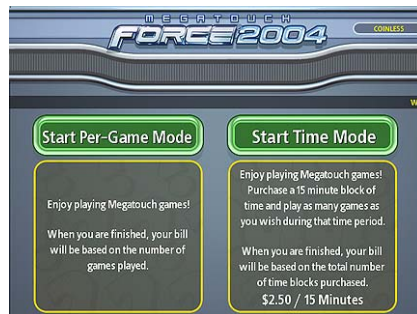 MEGATOUCH
FORCE 2004
COINLESS
Start Per-Game Mode
Enjoy playing Megatouch games!
When you are finished, your bill
will be based on the number of
games played.
Start Time Mode
Enjoy playing Megatouch games!
Purchase a 15 minute block of
time and play as many games as
you wish during that time period.
When you are finished, your bill
will be based on the total number
of time blocks purchased.
$2.50 / 15 Minutes